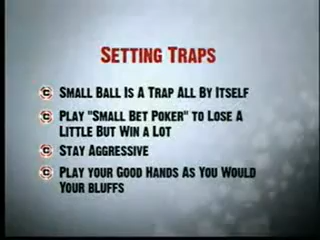 SETTING TRAPS
SMALL BALL IS A TRAP ALL BY ITSELF
PLAY "SMALL BET POKER" TO LOSE A
LITTLE BUT WIN A LOT
STAY AGGRESSIVE
PLAY YOUR GOOD HANDS AS YOU WOULD
YOUR BLUFFS